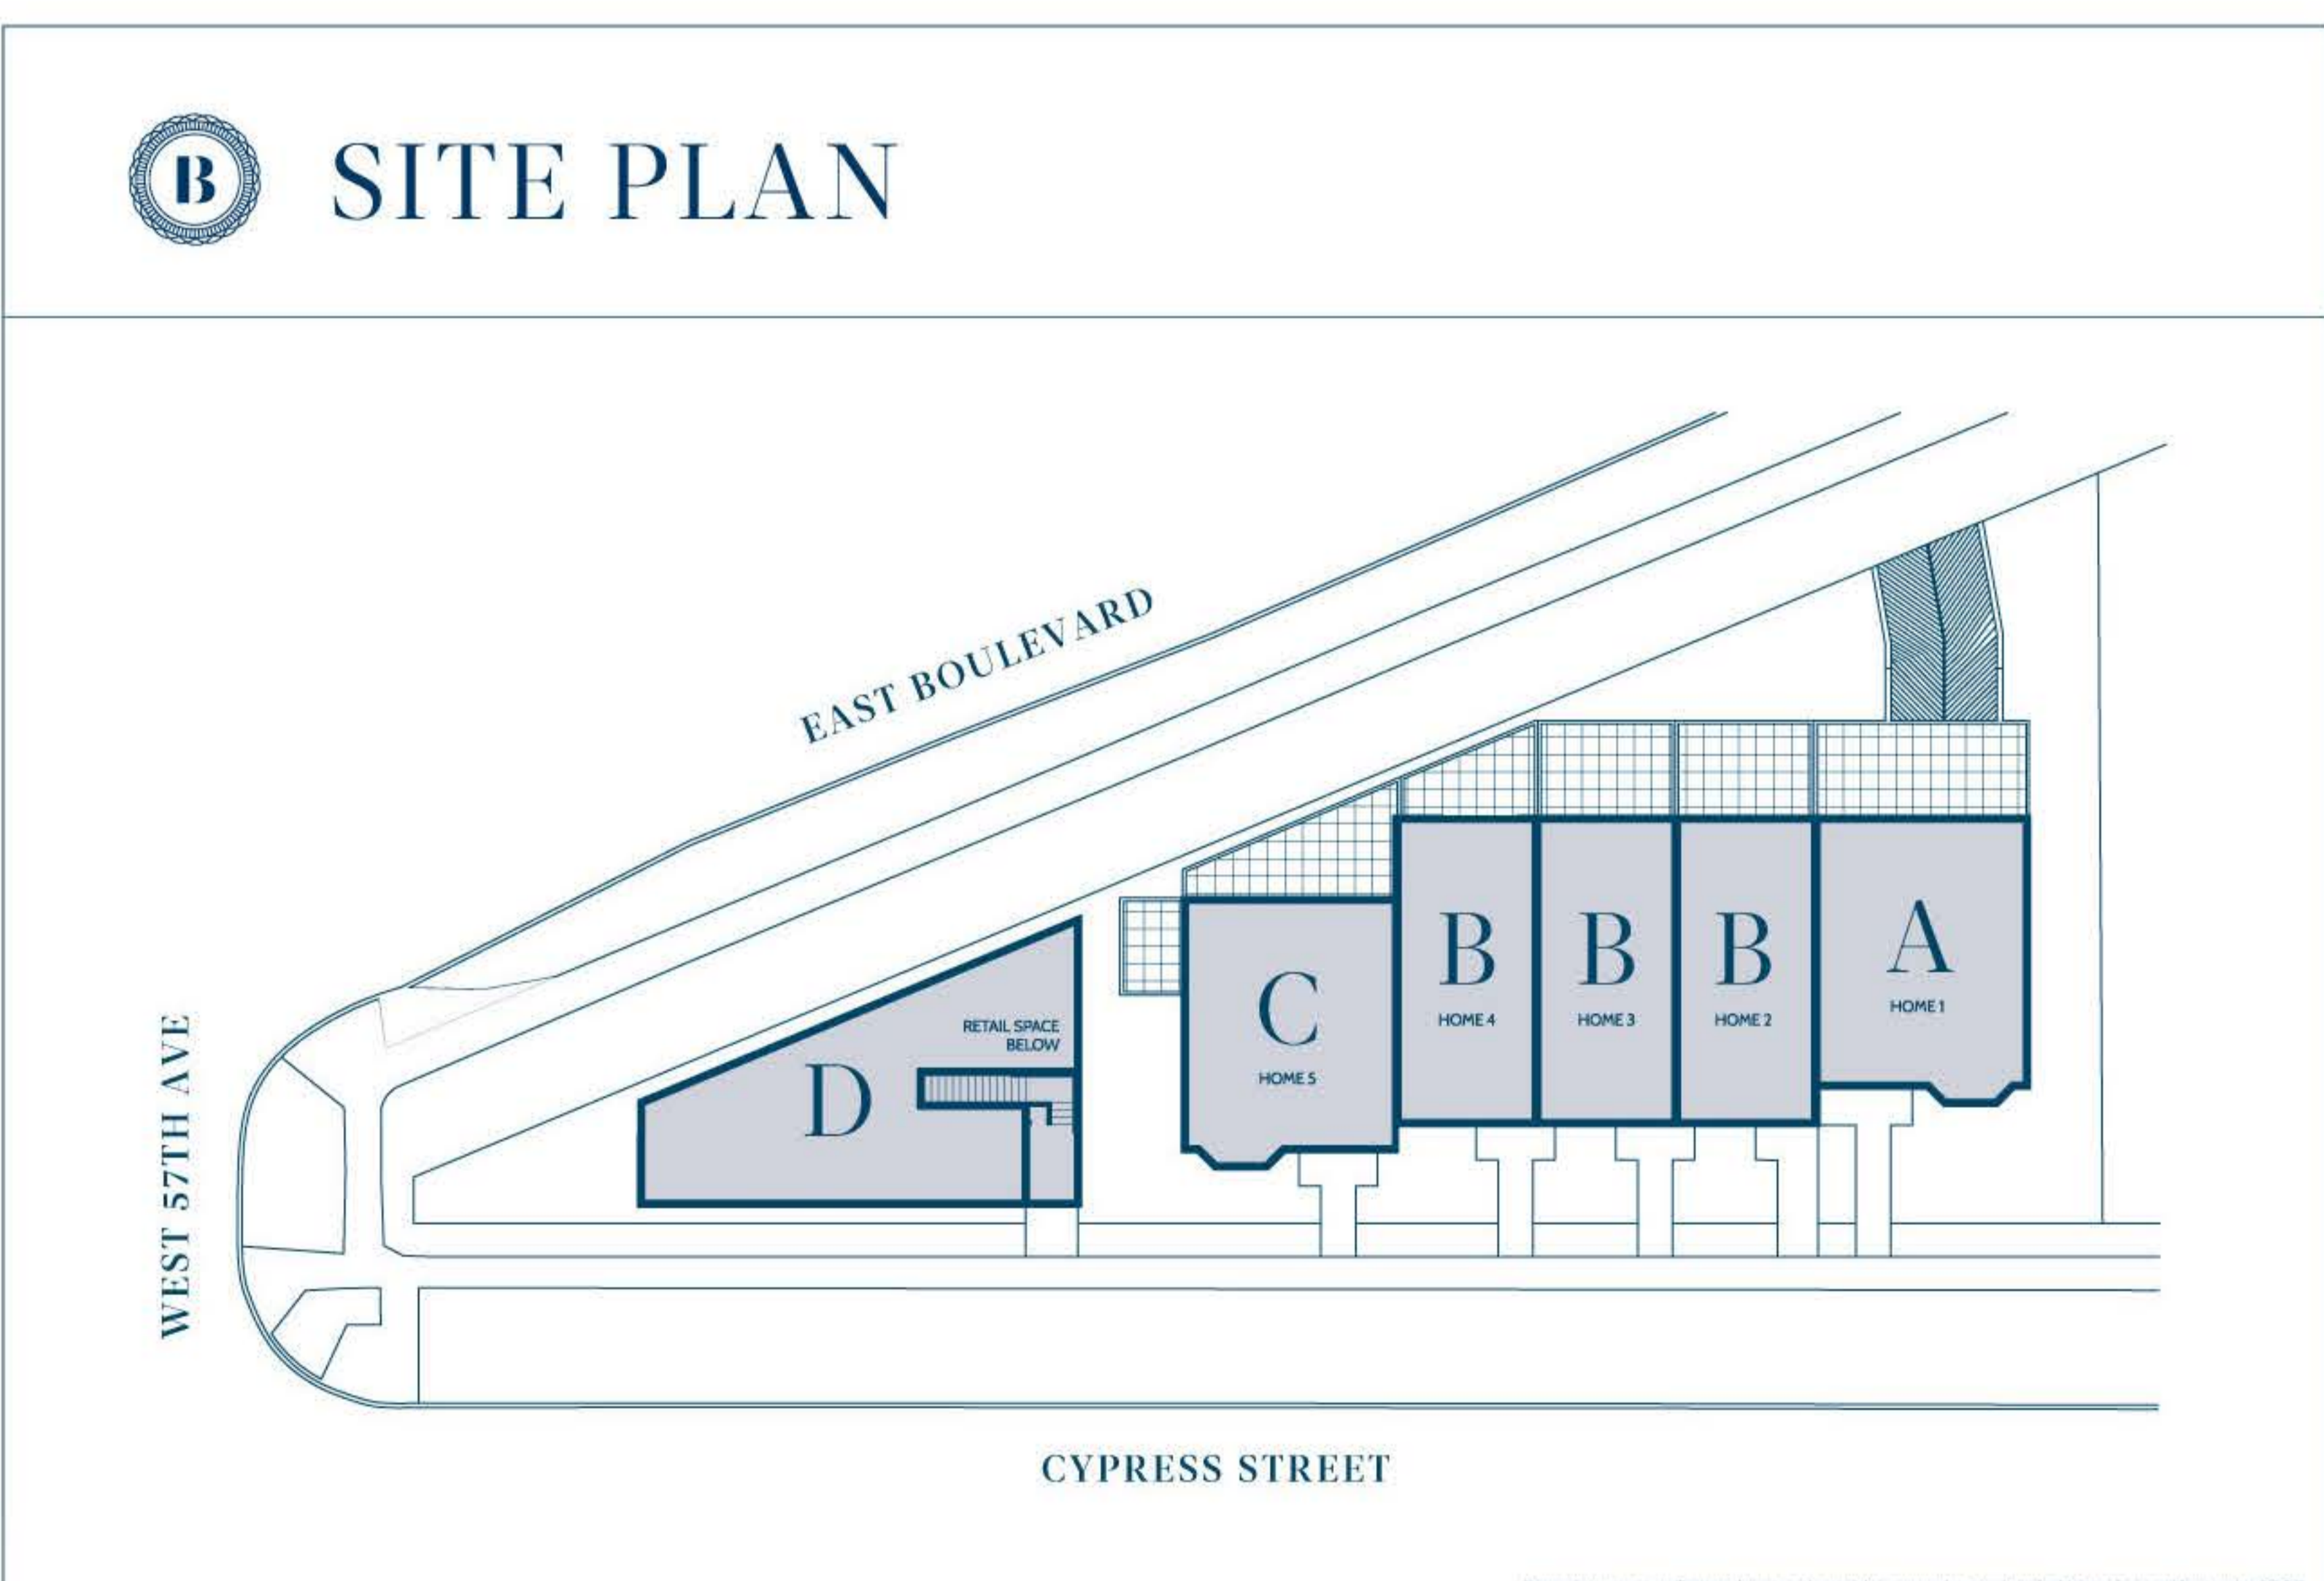 B
SITE PLAN
EAST BOULEVARD
WEST 57TH AVE
RETAIL SPACE
BELOW
D
C
HOME 5
B
HOME 4
B
HOME 3
B
HOME 2
A
HOME 1
CYPRESS STREET